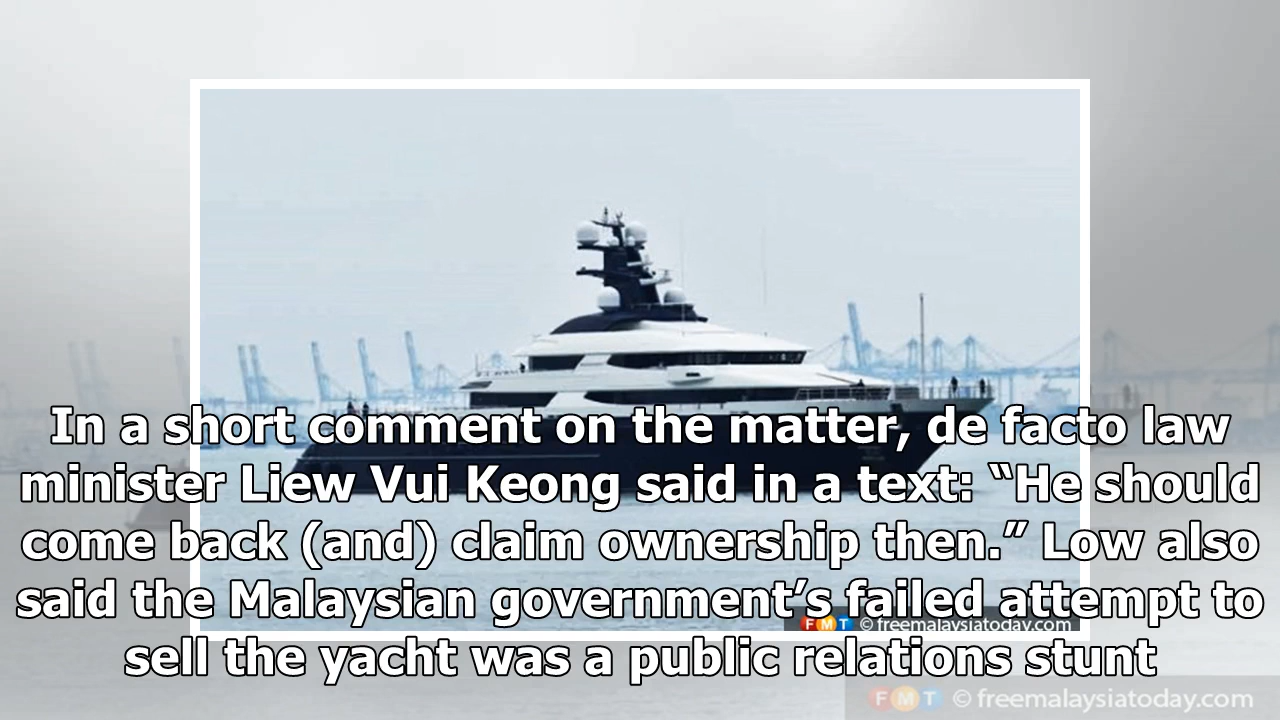 In a short comment on the matter, de facto law
minister Liew Vui Keong said in a text: “He should
come back (and) claim ownership then.” Low also
said the Malaysian government’s failed attempt to
FMT © freemalaysiatoday.com
sell the yacht was a public relations stunt
FMT © freemalaysiatoday.com